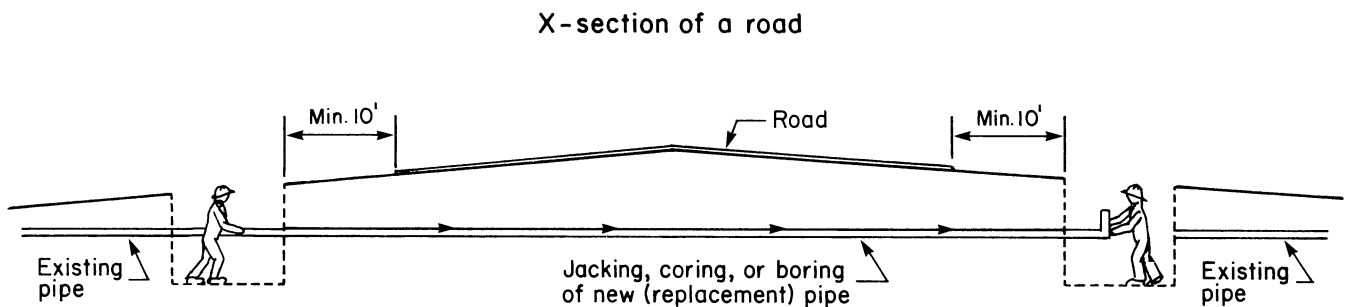 X-section of a road
Min. 10'
Road
Min. 10'
Existing
pipe
Jacking, coring, or boring
of new (replacement) pipe
Existing
pipe